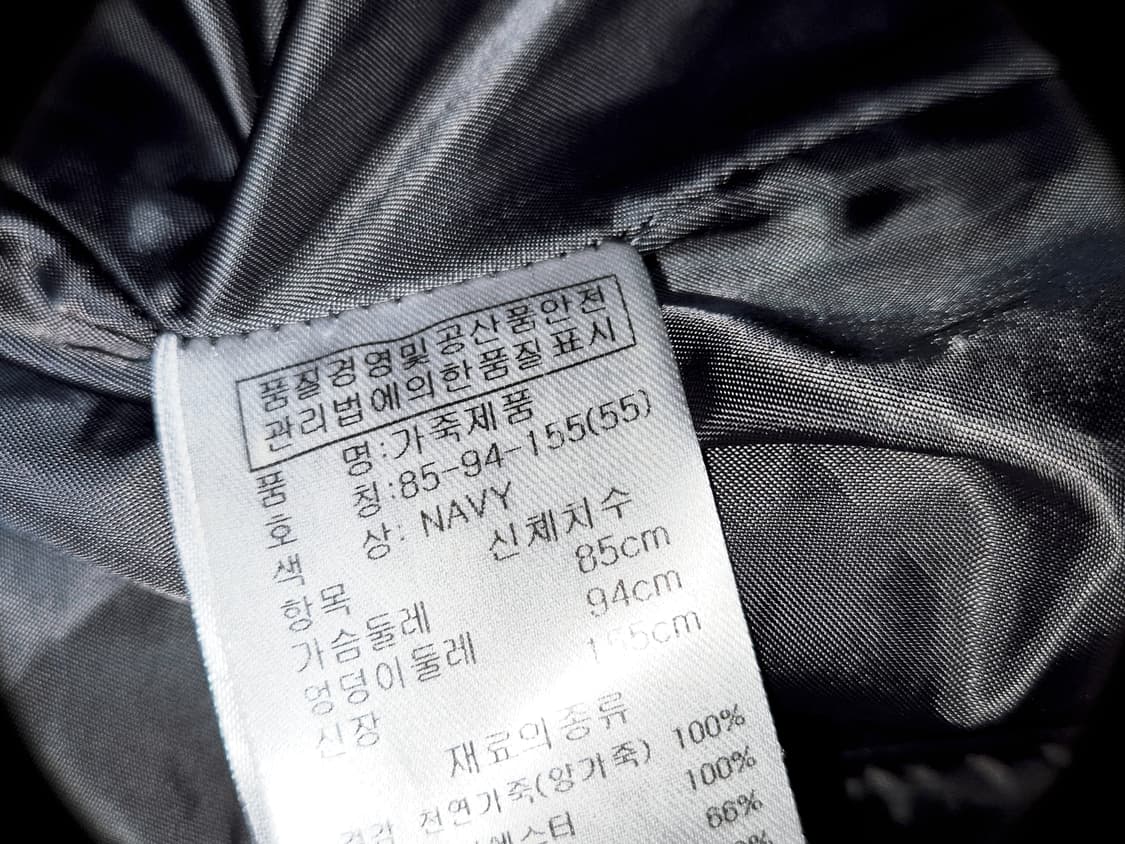 품질경영및공산품안전
관리법에의한품질표시
품 명:가죽제품
호 칭:85-94-155(55)
색 상: NAVY
항목 신체치수
가슴둘레 85cm
엉덩이둘레 94cm
신장 155cm
재료의종류
겉감 천연가죽(양가죽) 100%
100%
66%